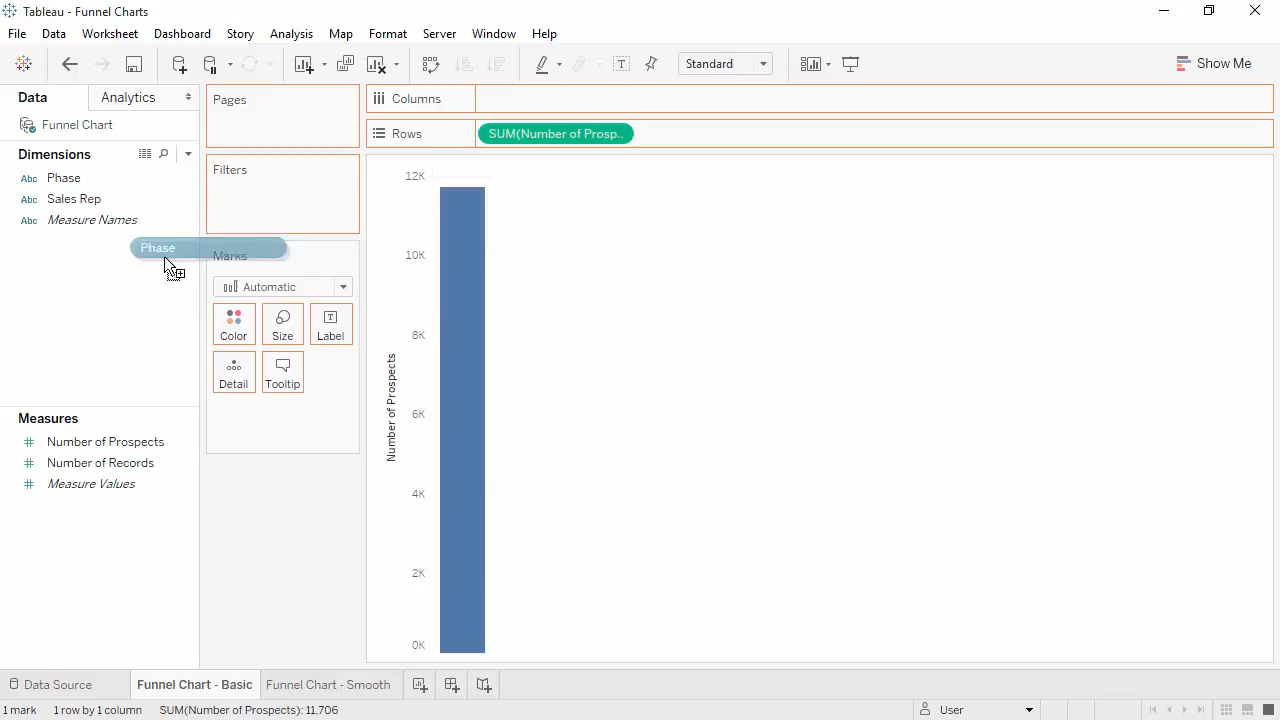 Tableau - Funnel Charts
File Data Worksheet Dashboard Story Analysis Map Format Server Window Help
Standard
Show Me
Data
Analytics
Funnel Chart
Dimensions
Abc Phase
Abc Sales Rep
Abc Measure Names
Phase
Measures
Number of Prospects
Number of Records
Measure Values
Pages
Filters
Marks
Automatic
Color
Size
Label
Detail
Tooltip
Columns
Rows
SUM(Number of Prosp..
12K
10K
8K
6K
4K
2K
0K
Number of Prospects
Data Source
Funnel Chart - Basic
Funnel Chart - Smooth
1 mark
1 row by 1 column
SUM(Number of Prospects): 11,706
User